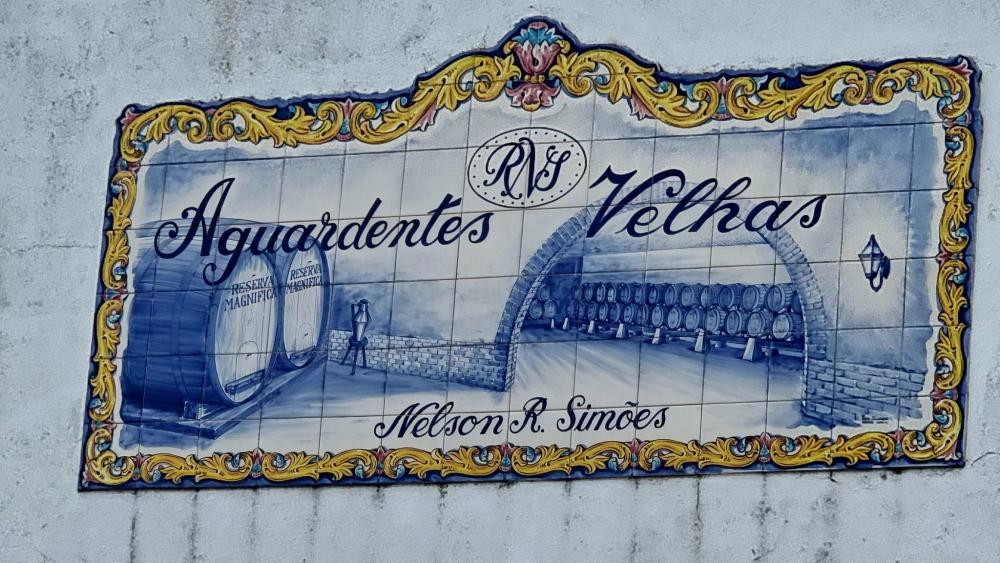 RNS
Aguardentes Velhas
RESERVA
MAGNIFICA
RESERVA
MAGNIFICA
Nelson R. Simões